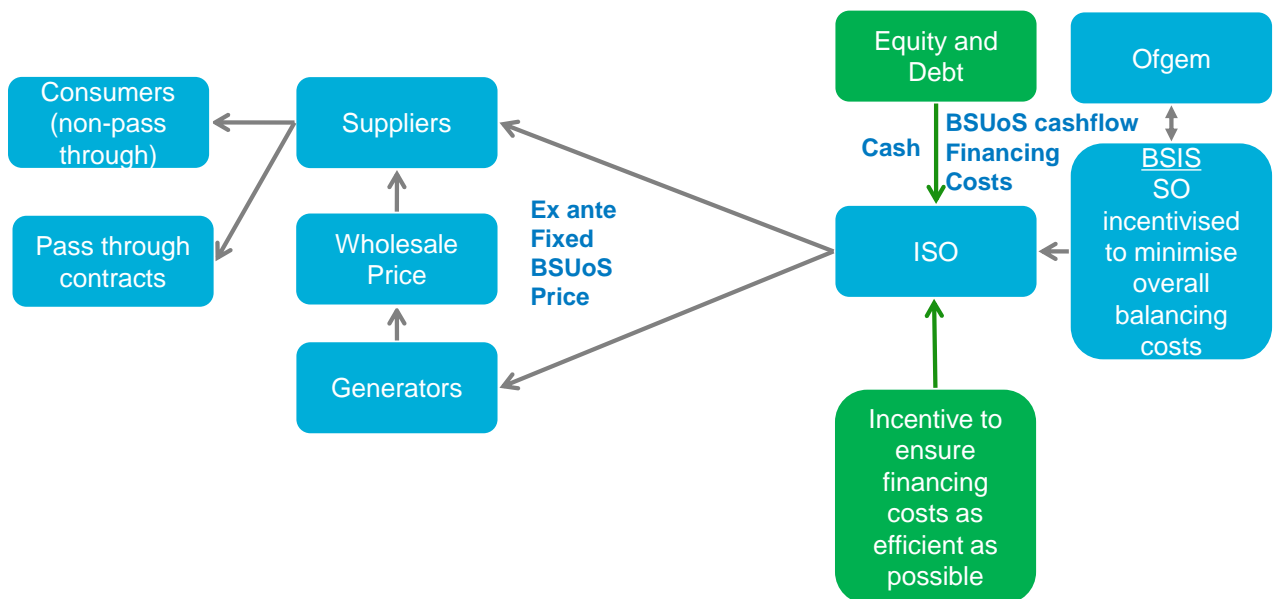 Consumers
(non-pass
through)
Pass through
contracts
Suppliers
Wholesale
Price
Generators
Ex ante
Fixed
BSUoS
Price
Equity and
Debt
Cash
BSUoS cashflow
Financing
Costs
ISO
Incentive to
ensure
financing
costs as
efficient as
possible
Ofgem
BSIS
SO
incentivised
to minimise
overall
balancing
costs